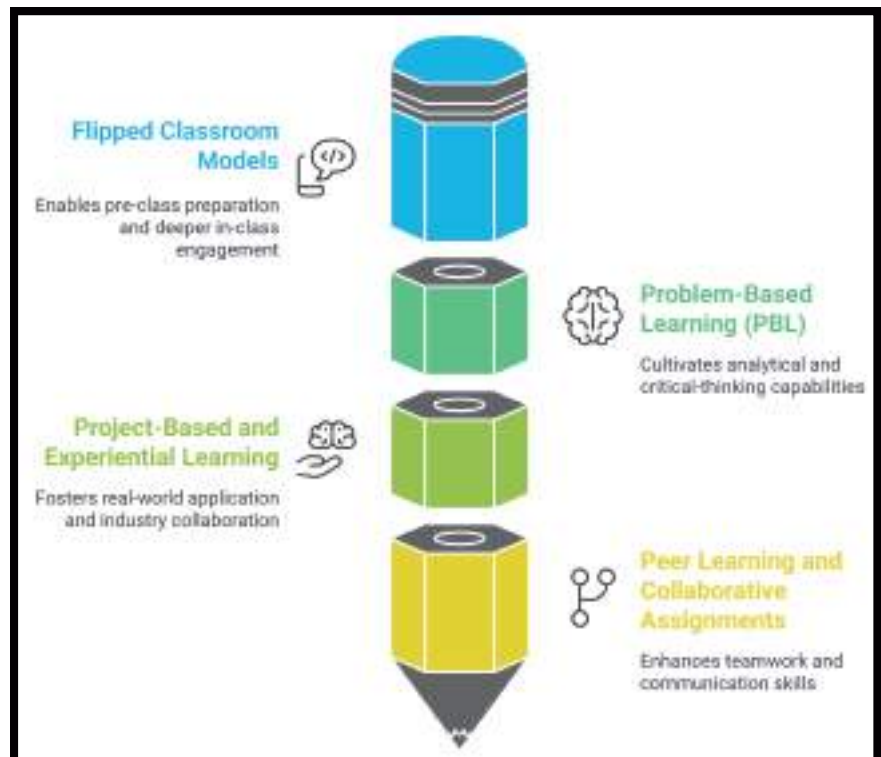 Flipped Classroom
Models
</>
Enables pre-class preparation
and deeper in-class
engagement
Problem-Based
Learning (PBL)
Cultivates analytical and
critical-thinking capabilities
Project-Based and
Experiential Learning
Fosters real-world application
and industry collaboration
Peer Learning and
Collaborative
Assignments
Enhances teamwork and
communication skills